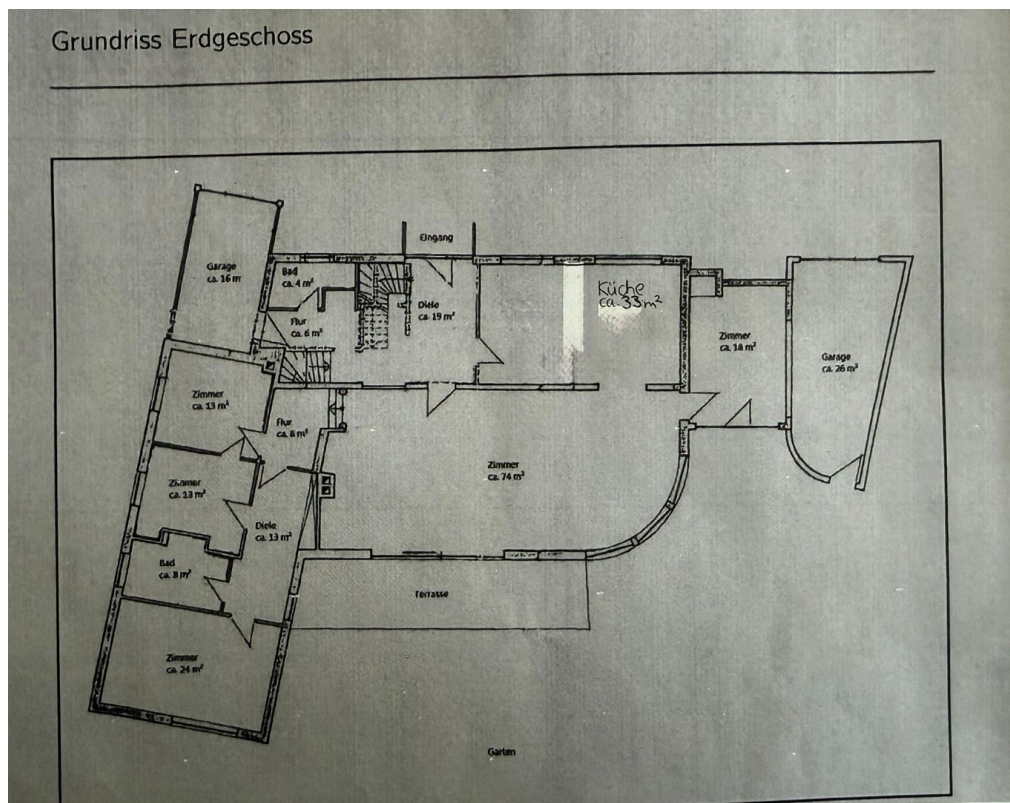 Grundriss Erdgeschoss
Eingang
Garage
ca. 16 m
Bad
ca. 4 m²
Flur
ca. 6 m²
Diele
ca. 19 m²
Küche
ca. 33 m²
Zimmer
ca. 18 m²
Garage
ca. 26 m²
Zimmer
ca. 13 m²
Flur
ca. 8 m²
Zimmer
ca. 74 m²
Zimmer
ca. 13 m²
Diele
ca. 13 m²
Bad
ca. 8 m²
Terrasse
Zimmer
ca. 24 m²
Garten